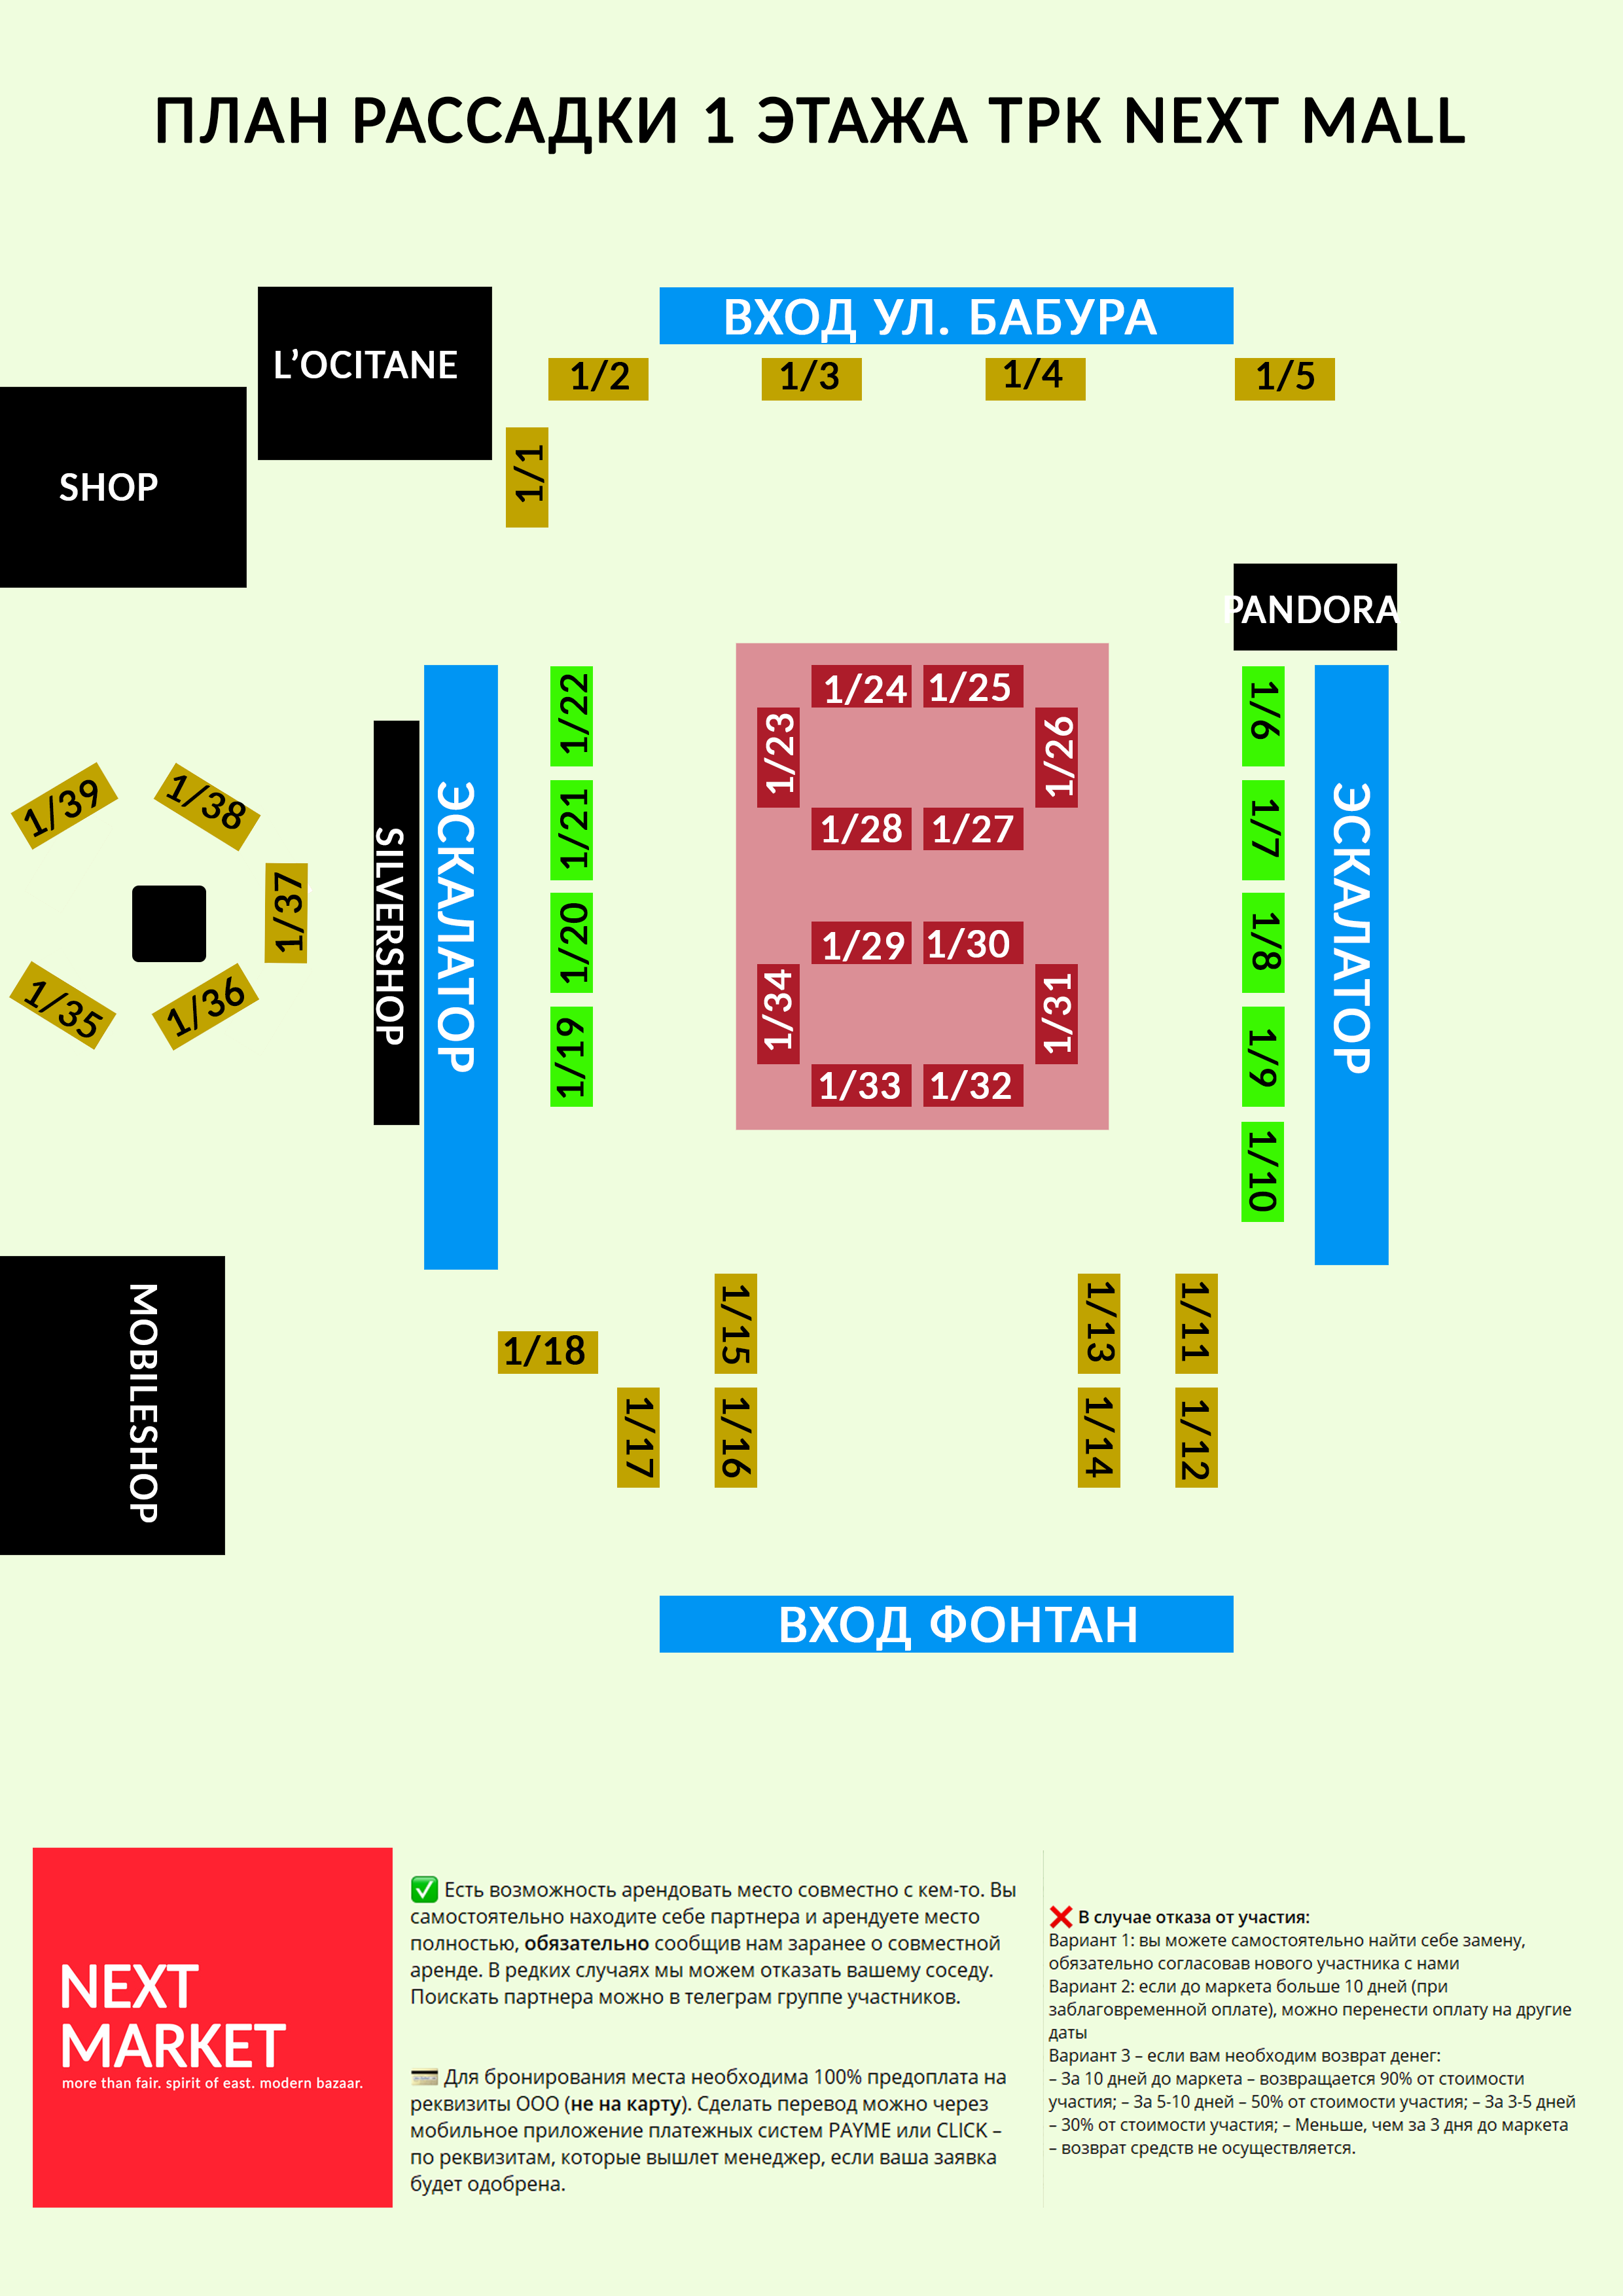 ПЛАН РАССАДКИ 1 ЭТАЖА ТРК NEXT MALL
ВХОД УЛ. БАБУРА
L’OCITANE
1/2
1/3
1/4
1/5
SHOP
1/1
PANDORA
1/22
1/24
1/25
1/6
1/23
1/26
1/39
1/38
1/21
1/28
1/27
1/7
1/37
SILVERSHOP
ЭСКАЛАТОР
ЭСКАЛАТОР
1/20
1/29
1/30
1/8
1/35
1/36
1/19
1/34
1/31
1/9
1/33
1/32
1/10
MOBILESHOP
1/18
1/15
1/13
1/11
1/17
1/16
1/14
1/12
ВХОД ФОНТАН
NEXT
MARKET
more than fair. spirit of east. modern bazaar.
✅ Есть возможность арендовать место совместно с кем-то. Вы
самостоятельно находите себе партнера и арендуете место
полностью, обязательно сообщив нам заранее о совместной
аренде. В редких случаях мы можем отказать вашему соседу.
Поискать партнера можно в телеграм группе участников.
💳 Для бронирования места необходима 100% предоплата на
реквизиты ООО (не на карту). Сделать перевод можно через
мобильное приложение платежных систем PAYME или CLICK –
по реквизитам, которые вышлет менеджер, если ваша заявка
будет одобрена.
❌ В случае отказа от участия:
Вариант 1: вы можете самостоятельно найти себе замену,
обязательно согласовав нового участника с нами
Вариант 2: если до маркета больше 10 дней (при
заблаговременной оплате), можно перенести оплату на другие
даты
Вариант 3 – если вам необходим возврат денег:
– За 10 дней до маркета – возвращается 90% от стоимости
участия; – За 5-10 дней – 50% от стоимости участия; – За 3-5 дней
– 30% от стоимости участия; – Меньше, чем за 3 дня до маркета
– возврат средств не осуществляется.